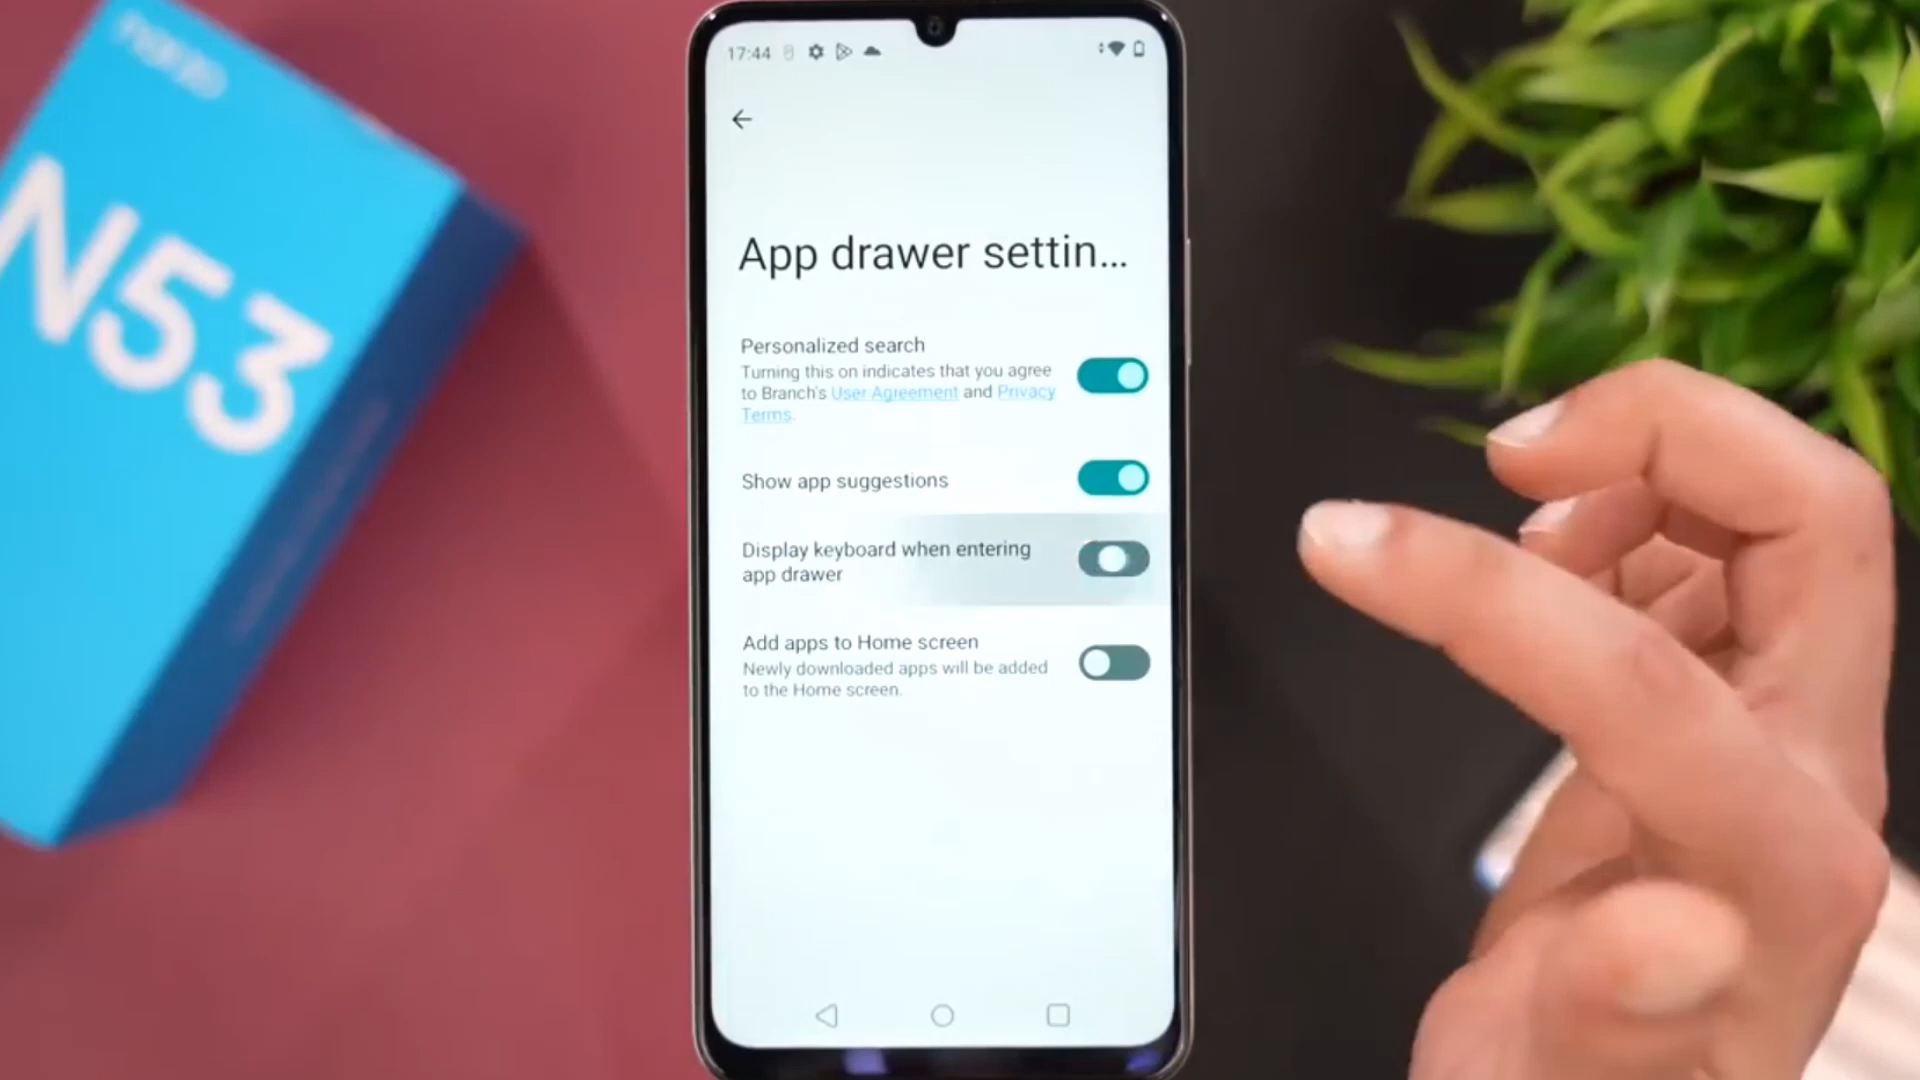 narzo
N53
17:44
App drawer settin...
Personalized search
Turning this on indicates that you agree
to Branch's User Agreement and Privacy
Terms.
Show app suggestions
Display keyboard when entering
app drawer
Add apps to Home screen
Newly downloaded apps will be added
to the Home screen.